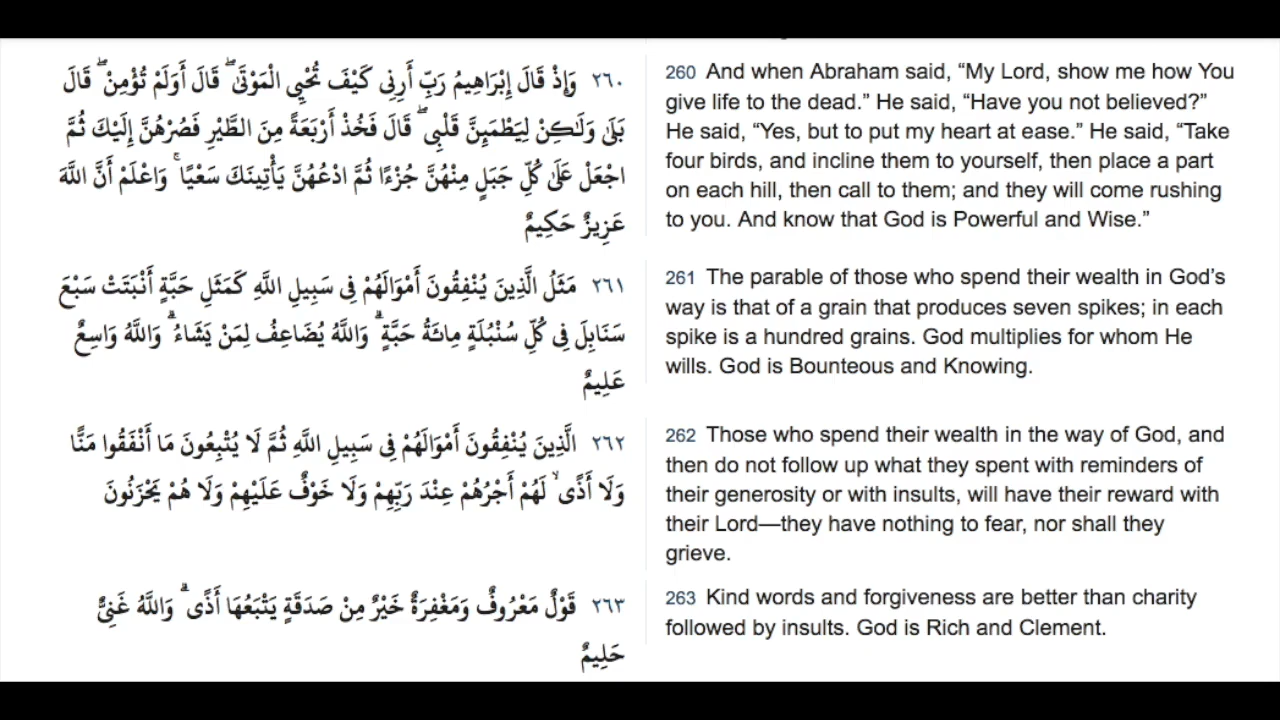 ٢٦٠ وَإِذْ قَالَ إِبْرَاهِيمُ رَبِّ أَرِنِي كَيْفَ تُحْيِي الْمَوْتَىٰ ۖ قَالَ أَوَلَمْ تُؤْمِنْ ۖ قَالَ
بَلَىٰ وَلَٰكِنْ لِيَطْمَئِنَّ قَلْبِي ۖ قَالَ فَخُذْ أَرْبَعَةً مِنَ الطَّيْرِ فَصُرْهُنَّ إِلَيْكَ ثُمَّ
اجْعَلْ عَلَىٰ كُلِّ جَبَلٍ مِنْهُنَّ جُزْءًا ثُمَّ ادْعُهُنَّ يَأْتِينَكَ سَعْيًا ۚ وَاعْلَمْ أَنَّ اللَّهَ
عَزِيزٌ حَكِيمٌ
260 And when Abraham said, “My Lord, show me how You
give life to the dead.” He said, “Have you not believed?”
He said, “Yes, but to put my heart at ease.” He said, “Take
four birds, and incline them to yourself, then place a part
on each hill, then call to them; and they will come rushing
to you. And know that God is Powerful and Wise.”
٢٦١ مَثَلُ الَّذِينَ يُنْفِقُونَ أَمْوَالَهُمْ فِي سَبِيلِ اللَّهِ كَمَثَلِ حَبَّةٍ أَنْبَتَتْ سَبْعَ
سَنَابِلَ فِي كُلِّ سُنْبُلَةٍ مِائَةُ حَبَّةٍ ۗ وَاللَّهُ يُضَاعِفُ لِمَنْ يَشَاءُ ۗ وَاللَّهُ وَاسِعٌ
عَلِيمٌ
261 The parable of those who spend their wealth in God’s
way is that of a grain that produces seven spikes; in each
spike is a hundred grains. God multiplies for whom He
wills. God is Bounteous and Knowing.
٢٦٢ الَّذِينَ يُنْفِقُونَ أَمْوَالَهُمْ فِي سَبِيلِ اللَّهِ ثُمَّ لَا يُتْبِعُونَ مَا أَنْفَقُوا مَنًّا
وَلَا أَذًى ۙ لَهُمْ أَجْرُهُمْ عِنْدَ رَبِّهِمْ وَلَا خَوْفٌ عَلَيْهِمْ وَلَا هُمْ يَحْزَنُونَ
262 Those who spend their wealth in the way of God, and
then do not follow up what they spent with reminders of
their generosity or with insults, will have their reward with
their Lord—they have nothing to fear, nor shall they
grieve.
٢٦٣ قَوْلٌ مَعْرُوفٌ وَمَغْفِرَةٌ خَيْرٌ مِنْ صَدَقَةٍ يَتْبَعُهَا أَذًى ۗ وَاللَّهُ غَنِيٌّ
حَلِيمٌ
263 Kind words and forgiveness are better than charity
followed by insults. God is Rich and Clement.